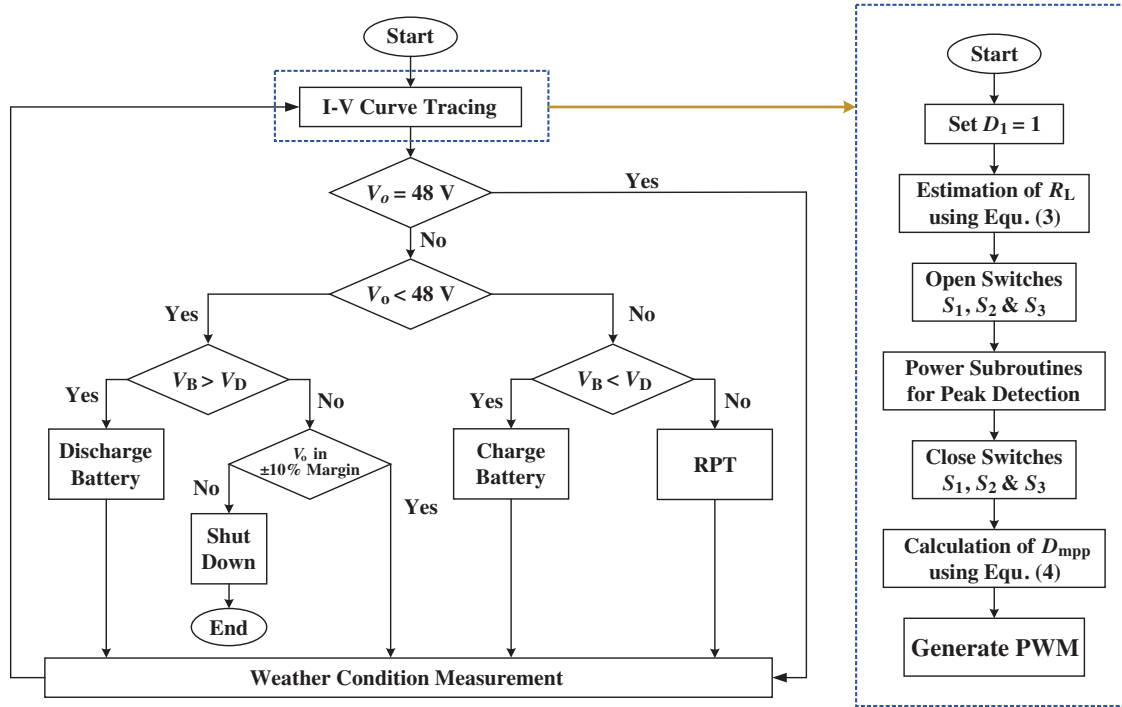 Start
I-V Curve Tracing
Vo = 48 V
Yes
No
Vo < 48 V
Yes
No
VB > VD
VB < VD
Yes
No
Yes
No
Discharge
Battery
Vo in
±10% Margin
Charge
Battery
RPT
No
Yes
Shut
Down
End
Weather Condition Measurement
Start
Set D1 = 1
Estimation of RL
using Equ. (3)
Open Switches
S1, S2 & S3
Power Subroutines
for Peak Detection
Close Switches
S1, S2 & S3
Calculation of Dmpp
using Equ. (4)
Generate PWM